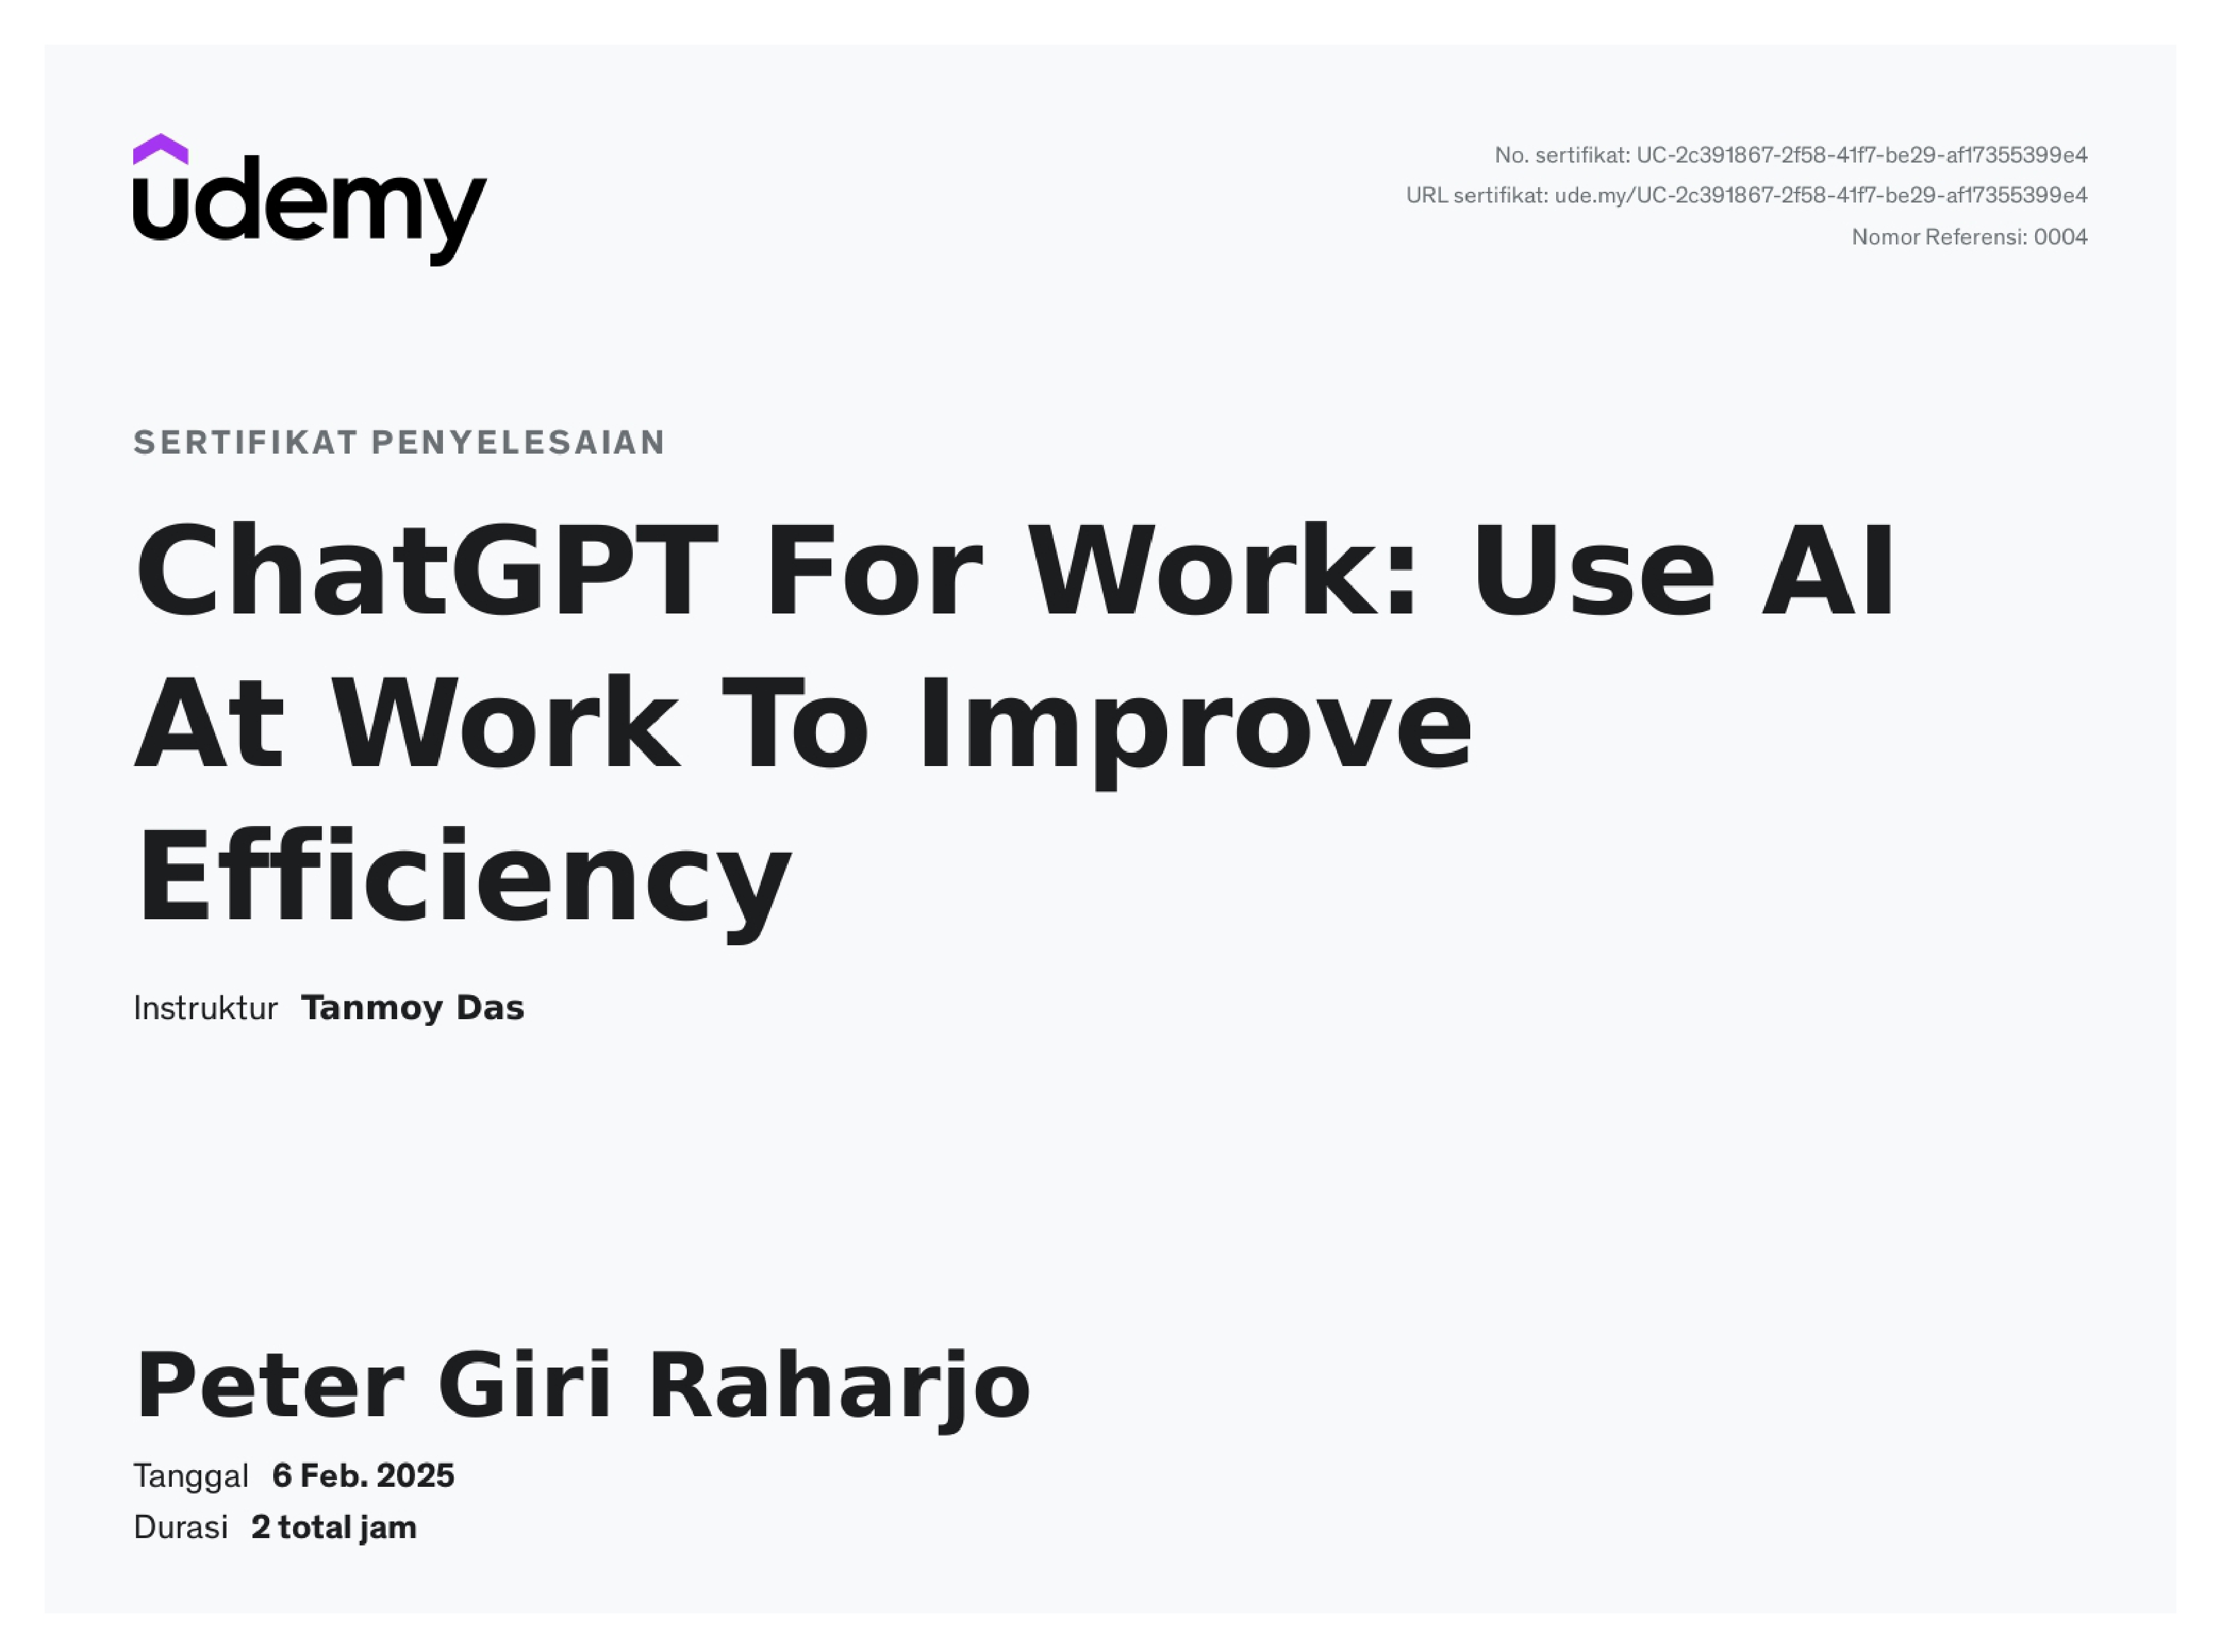 udemy
No. sertifikat: UC-2c391867-2f58-41f7-be29-af17355399e4
URL sertifikat: ude.my/UC-2c391867-2f58-41f7-be29-af17355399e4
Nomor Referensi: 0004
SERTIFIKAT PENYELESAIAN
ChatGPT For Work: Use AI
At Work To Improve
Efficiency
Instruktur Tanmoy Das
Peter Giri Raharjo
Tanggal 6 Feb. 2025
Durasi 2 total jam